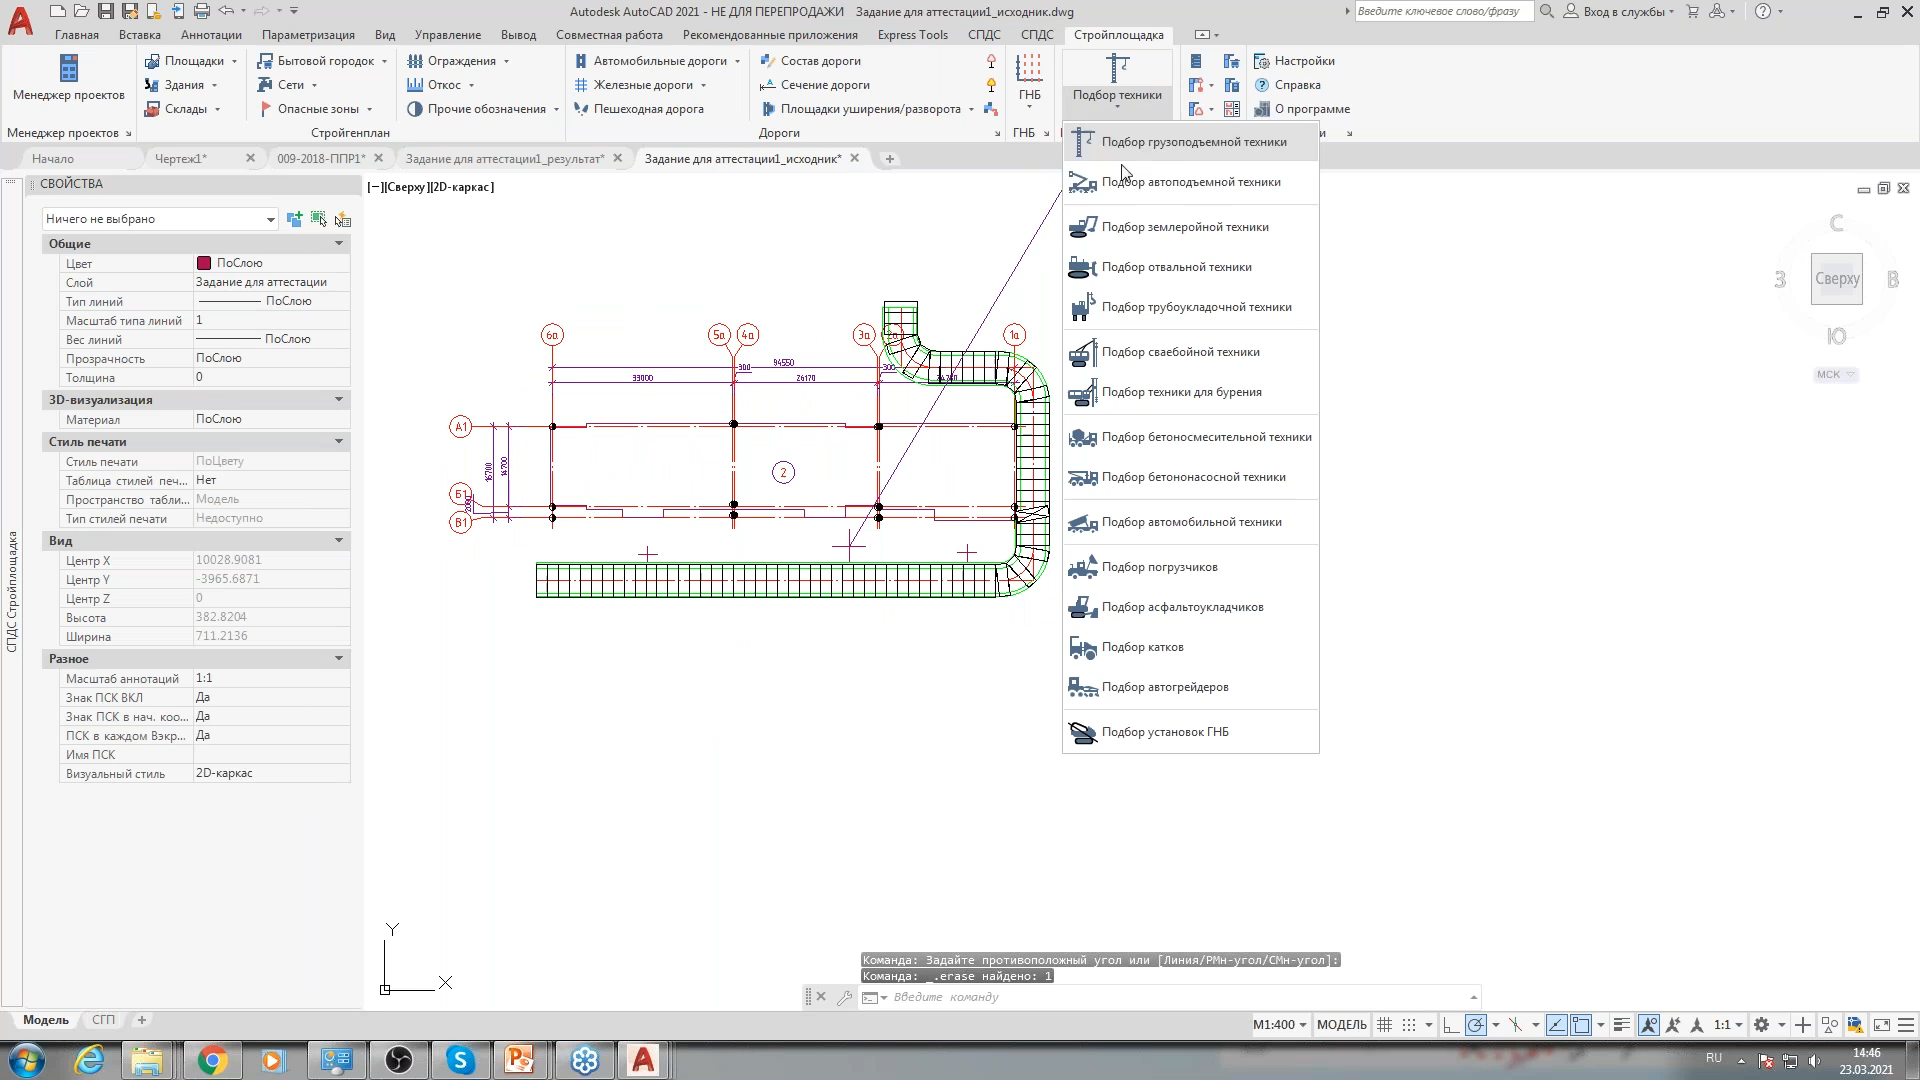 Autodesk AutoCAD 2021 - НЕ ДЛЯ ПЕРЕПРОДАЖИ Задание для аттестации1_исходник.dwg
Введите ключевое слово/фразу
Вход в службы
Главная Вставка Аннотации Параметризация Вид Управление Вывод Совместная работа Рекомендованные приложения Express Tools СПДС СПДС Стройплощадка
Менеджер проектов
Площадки
Здания
Склады
Бытовой городок
Сети
Опасные зоны
Ограждения
Откос
Прочие обозначения
Автомобильные дороги
Железные дороги
Пешеходная дорога
Состав дороги
Сечение дороги
Площадки уширения/разворота
ГНБ
Подбор техники
Настройки
Справка
О программе
Менеджер проектов
Стройгенплан
Дороги
ГНБ
Начало
Чертеж1*
009-2018-ППР1*
Задание для аттестации1_результат*
Задание для аттестации1_исходник*
СВОЙСТВА
[−][Сверху][2D-каркас]
Ничего не выбрано
Общие
Цвет ПоСлою
Слой Задание для аттестации
Тип линий ПоСлою
Масштаб типа линий 1
Вес линий ПоСлою
Прозрачность ПоСлою
Толщина 0
3D-визуализация
Материал ПоСлою
Стиль печати
Стиль печати ПоЦвету
Таблица стилей печ... Нет
Пространство табли... Модель
Тип стилей печати Недоступно
Вид
Центр X 10028.9081
Центр Y -3965.6871
Центр Z 0
Высота 382.8204
Ширина 711.2136
Разное
Масштаб аннотаций 1:1
Знак ПСК ВКЛ Да
Знак ПСК в нач. коо... Да
ПСК в каждом Вэкр... Да
Имя ПСК
Визуальный стиль 2D-каркас
СПДС Стройплощадка
6а 5а 4а 3а 1а
94550
33000 300 26170 300
А1
Б1
В1
16700 14700
2
Подбор грузоподъемной техники
Подбор автоподъемной техники
Подбор землеройной техники
Подбор отвальной техники
Подбор трубоукладочной техники
Подбор сваебойной техники
Подбор техники для бурения
Подбор бетоносмесительной техники
Подбор бетононасосной техники
Подбор автомобильной техники
Подбор погрузчиков
Подбор асфальтоукладчиков
Подбор катков
Подбор автогрейдеров
Подбор установок ГНБ
С
З Сверху В
Ю
МСК
Y
X
Команда: Задайте противоположный угол или [Линия/РМн-угол/СМн-угол]:
Команда: _.erase найдено: 1
Введите команду
Модель СГП
М1:400 МОДЕЛЬ 1:1
RU
14:46
23.03.2021